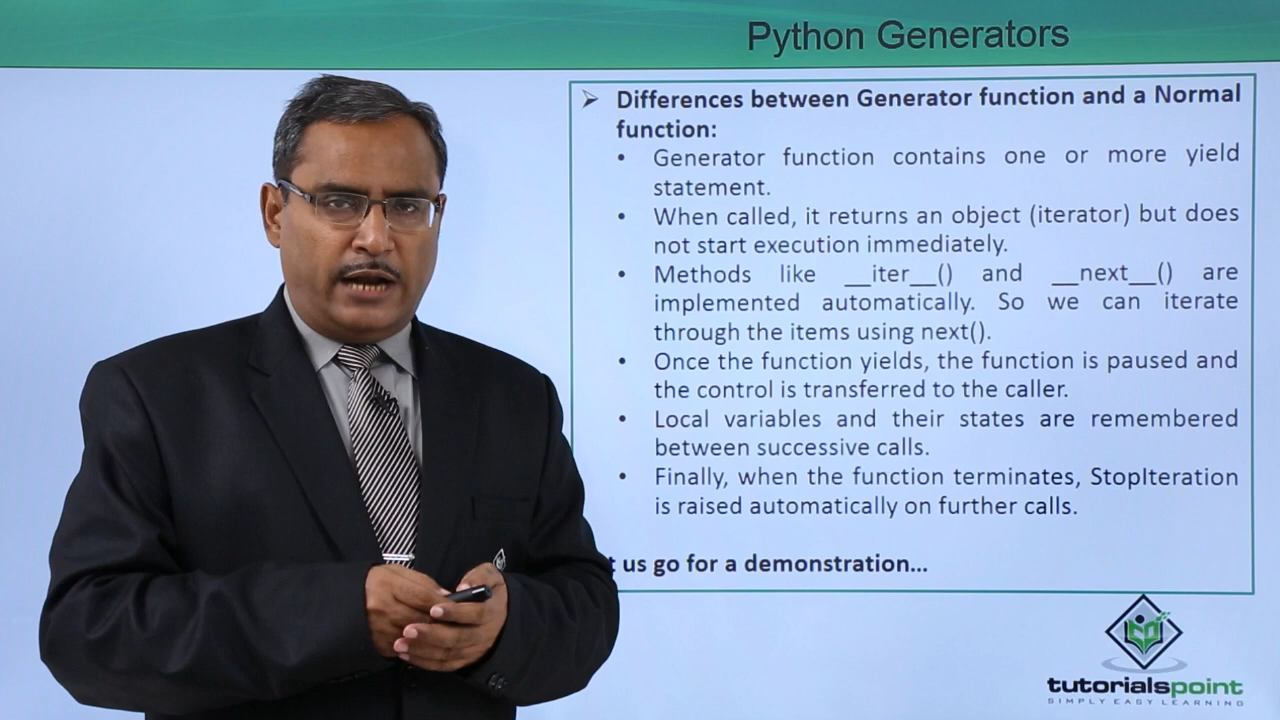 Python Generators
➢ Differences between Generator function and a Normal
function:
• Generator function contains one or more yield
statement.
• When called, it returns an object (iterator) but does
not start execution immediately.
• Methods like __iter__() and __next__() are
implemented automatically. So we can iterate
through the items using next().
• Once the function yields, the function is paused and
the control is transferred to the caller.
• Local variables and their states are remembered
between successive calls.
• Finally, when the function terminates, StopIteration
is raised automatically on further calls.
t us go for a demonstration...
tutorialspoint
SIMPLY EASY LEARNING